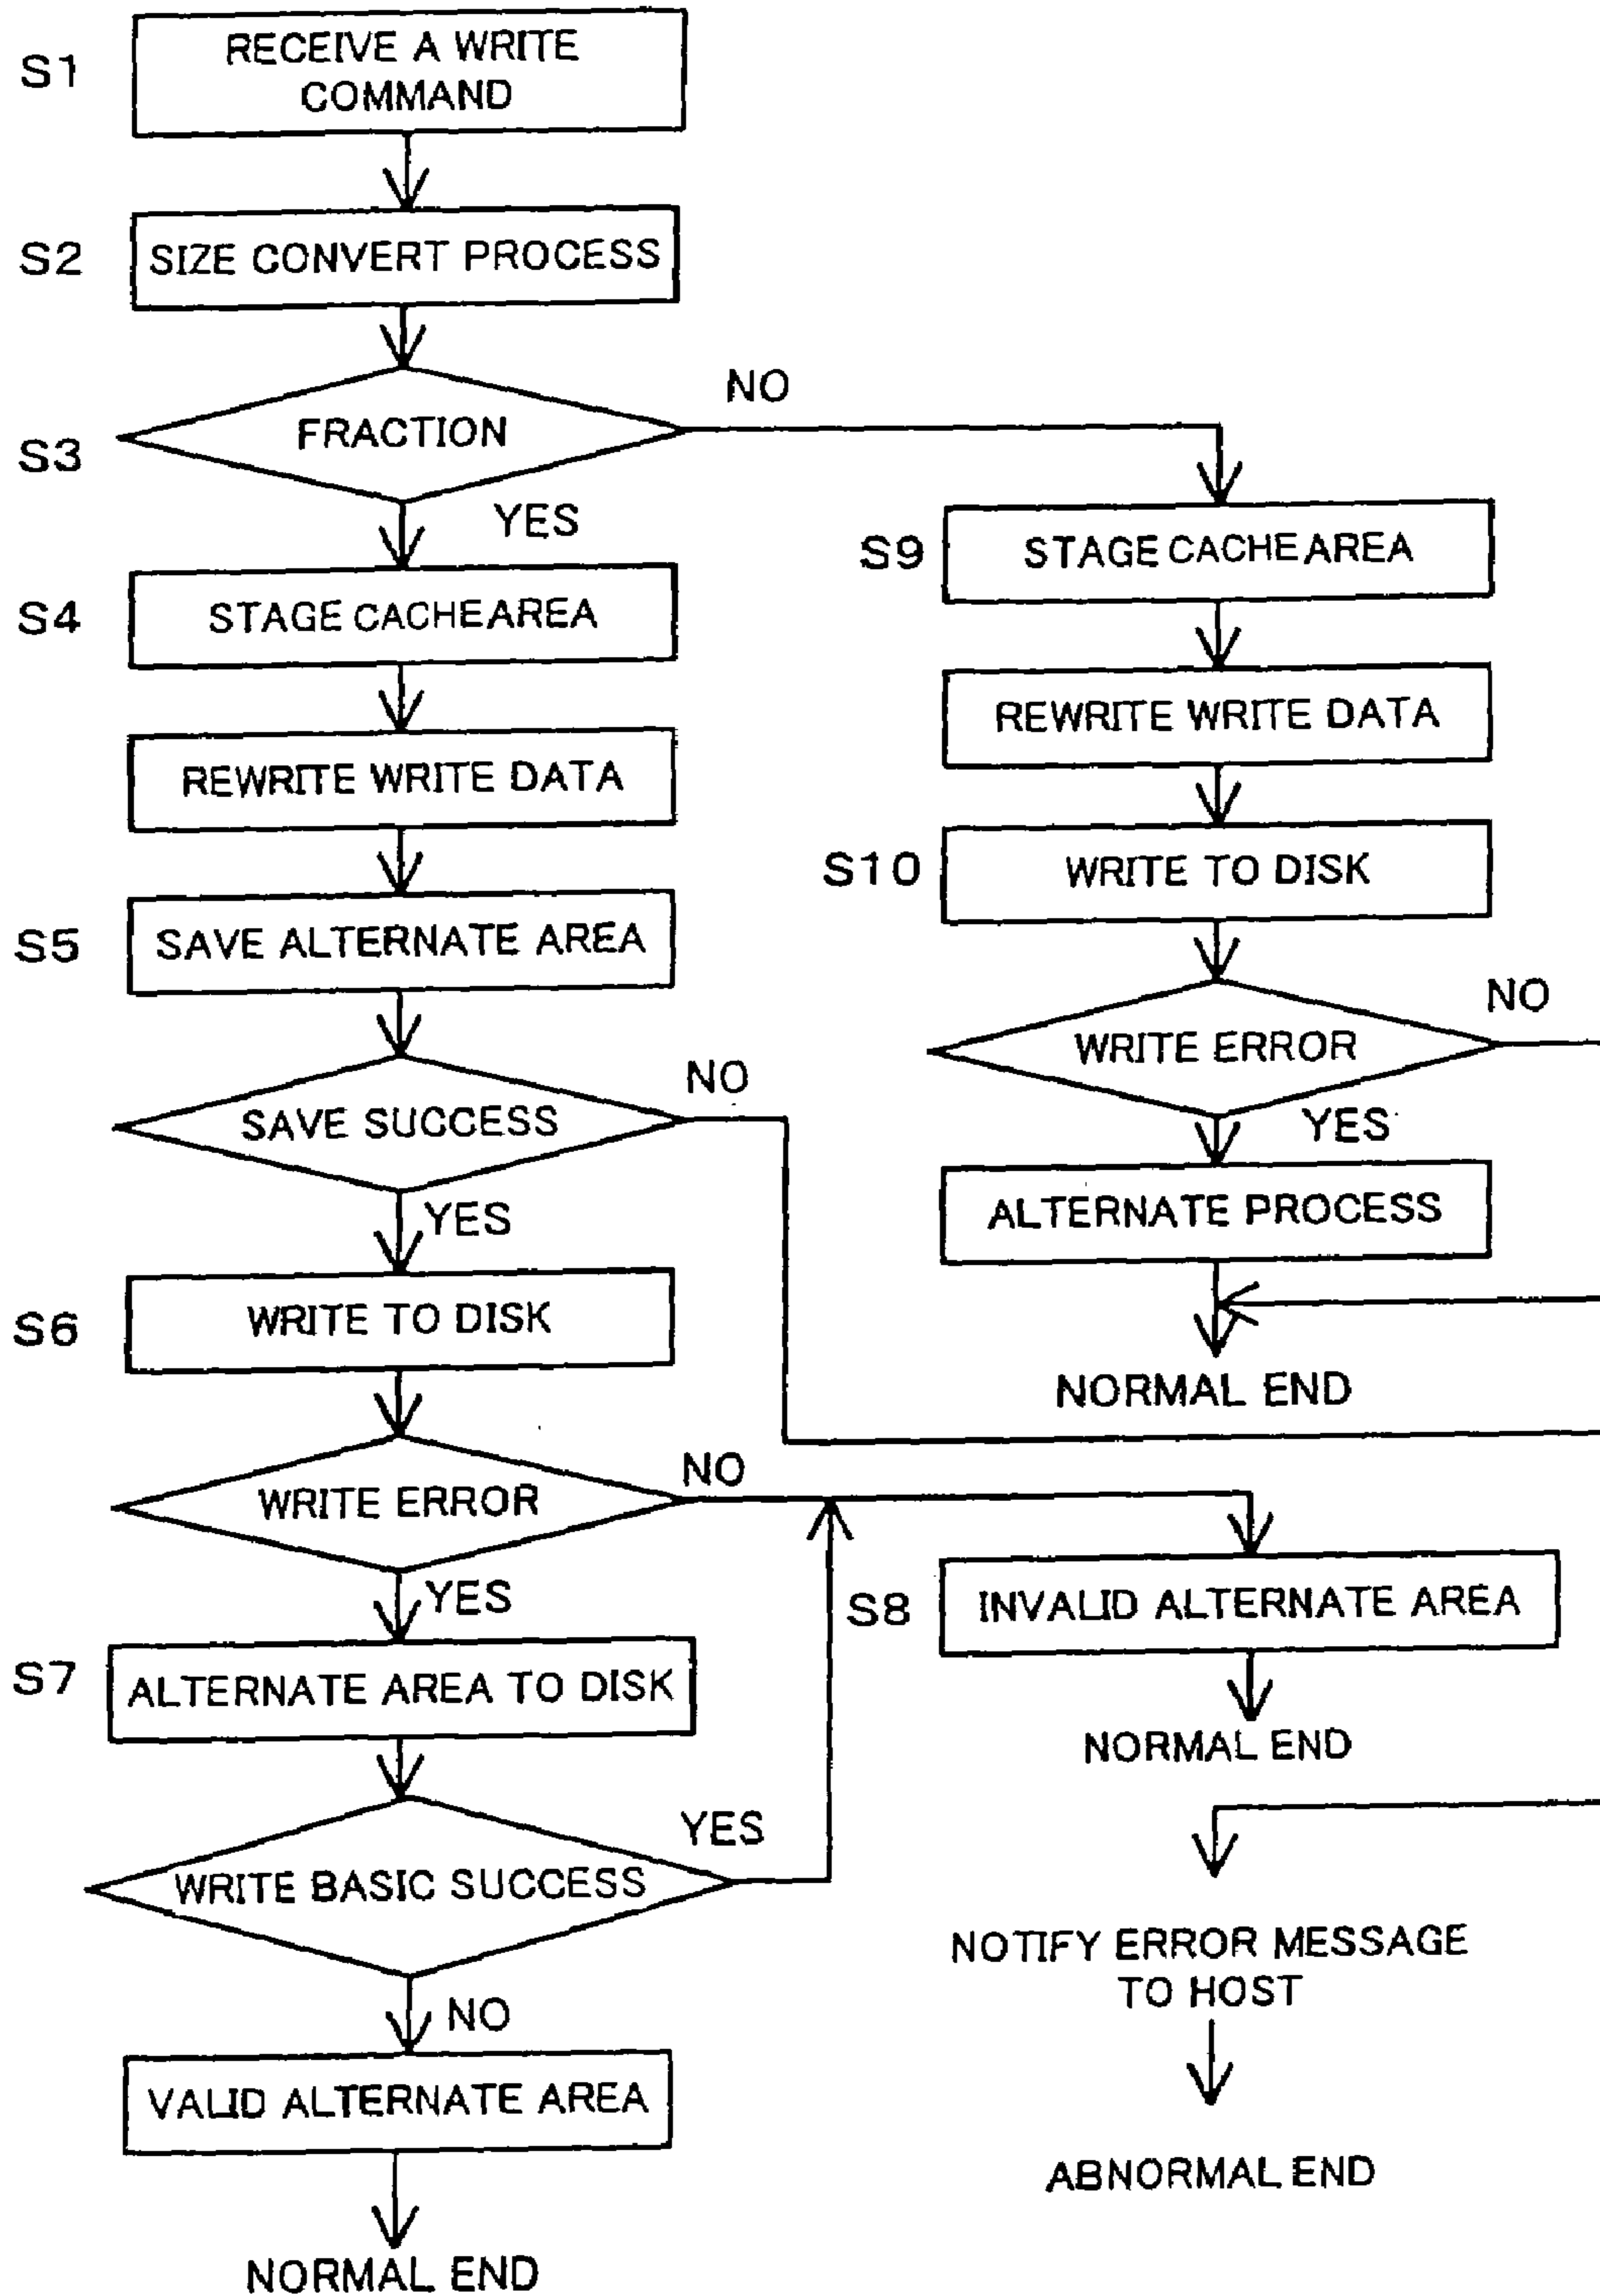 S1
RECEIVE A WRITE
COMMAND
S2
SIZE CONVERT PROCESS
S3
FRACTION
NO
YES
S4
STAGE CACHE AREA
REWRITE WRITE DATA
S5
SAVE ALTERNATE AREA
SAVE SUCCESS
NO
YES
S6
WRITE TO DISK
WRITE ERROR
NO
YES
S7
ALTERNATE AREA TO DISK
WRITE BASIC SUCCESS
YES
NO
VALID ALTERNATE AREA
NORMAL END
S9
STAGE CACHE AREA
REWRITE WRITE DATA
S10
WRITE TO DISK
WRITE ERROR
NO
YES
ALTERNATE PROCESS
NORMAL END
S8
INVALID ALTERNATE AREA
NORMAL END
NOTIFY ERROR MESSAGE
TO HOST
ABNORMAL END